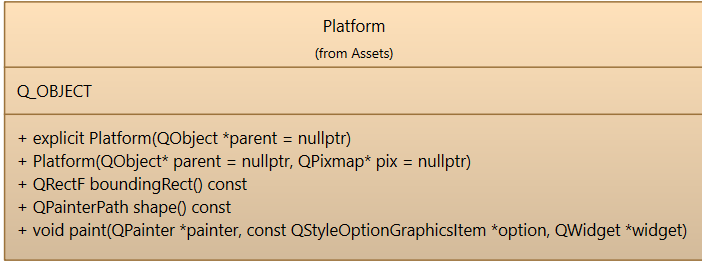 Platform
(from Assets)
Q_OBJECT
+ explicit Platform(QObject *parent = nullptr)
+ Platform(QObject* parent = nullptr, QPixmap* pix = nullptr)
+ QRectF boundingRect() const
+ QPainterPath shape() const
+ void paint(QPainter *painter, const QStyleOptionGraphicsItem *option, QWidget *widget)